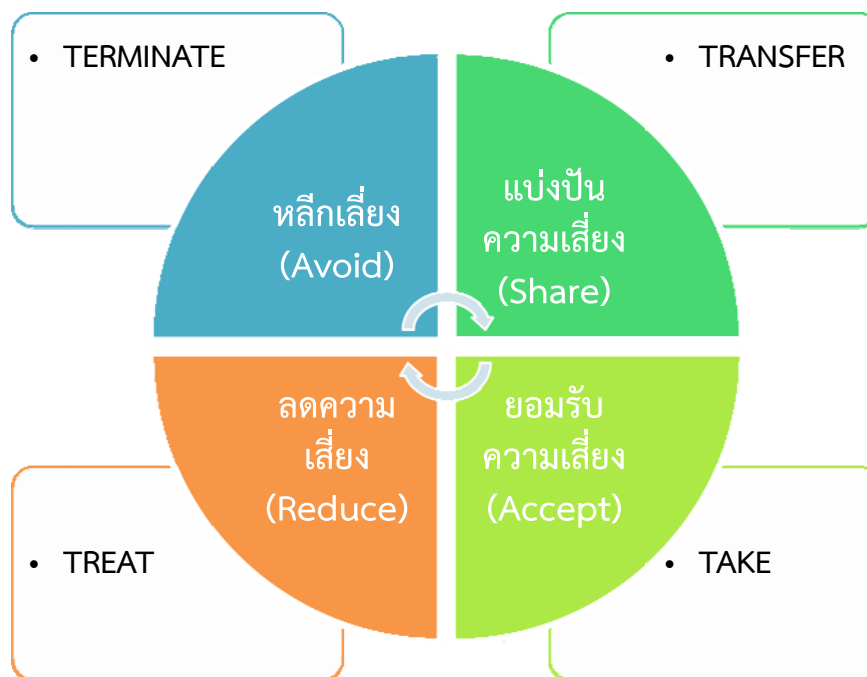 • TERMINATE
• TRANSFER
หลีกเลี่ยง
(Avoid)
แบ่งปัน
ความเสี่ยง
(Share)
ลดความ
เสี่ยง
(Reduce)
ยอมรับ
ความเสี่ยง
(Accept)
• TREAT
• TAKE